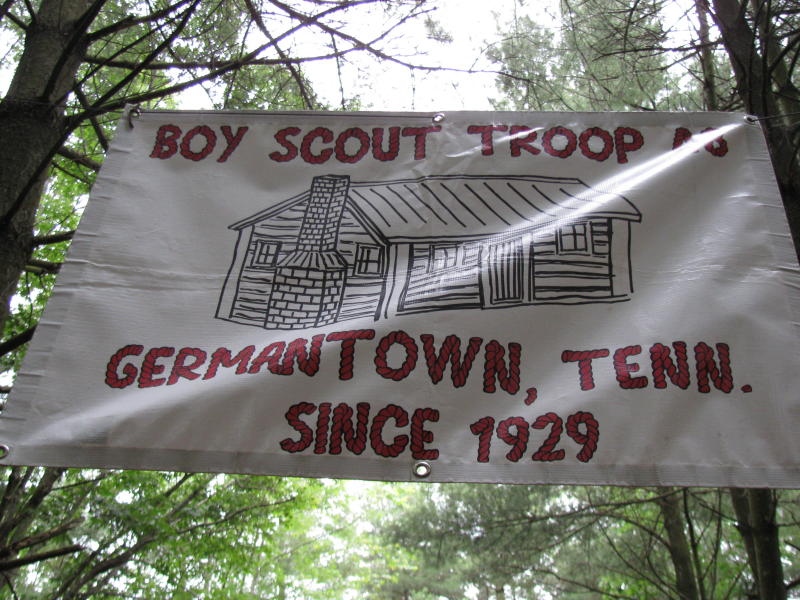 BOY SCOUT TROOP
GERMANTOWN, TENN.
SINCE 1929